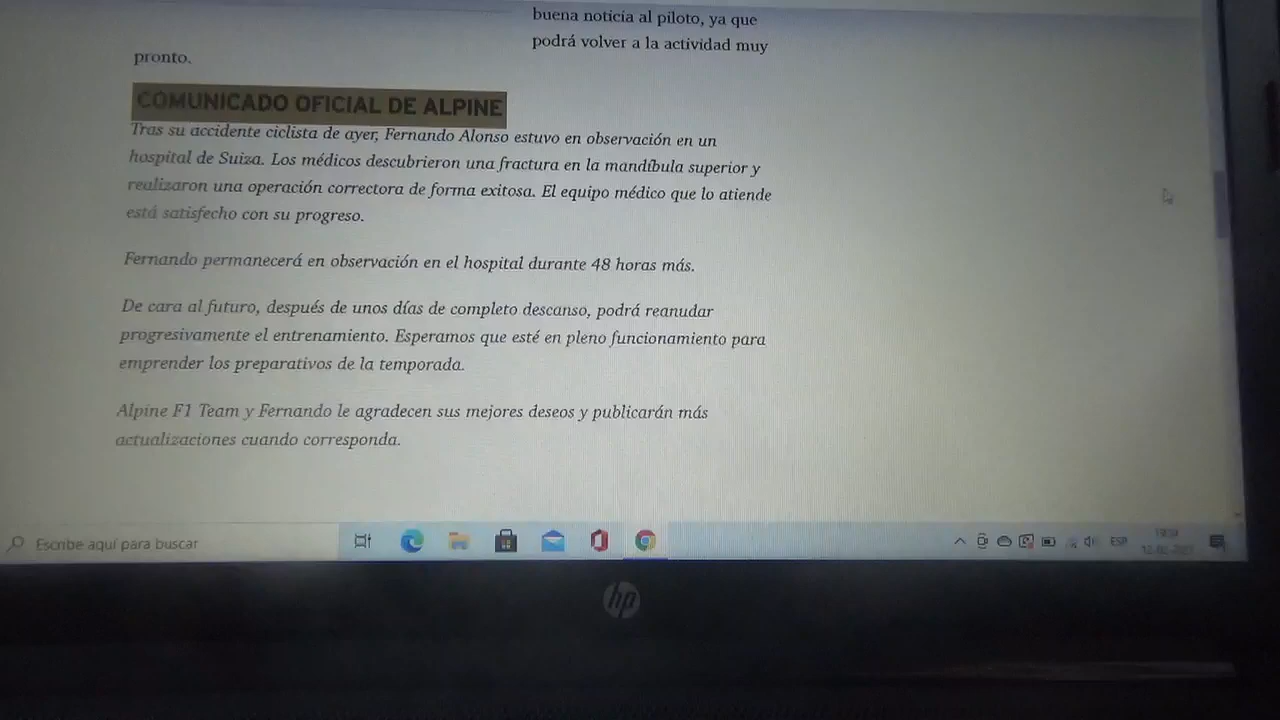 buena noticia al piloto, ya que
podrá volver a la actividad muy
pronto.
COMUNICADO OFICIAL DE ALPINE
Tras su accidente ciclista de ayer, Fernando Alonso estuvo en observación en un
hospital de Suiza. Los médicos descubrieron una fractura en la mandíbula superior y
realizaron una operación correctora de forma exitosa. El equipo médico que lo atiende
está satisfecho con su progreso.
Fernando permanecerá en observación en el hospital durante 48 horas más.
De cara al futuro, después de unos días de completo descanso, podrá reanudar
progresivamente el entrenamiento. Esperamos que esté en pleno funcionamiento para
emprender los preparativos de la temporada.
Alpine F1 Team y Fernando le agradecen sus mejores deseos y publicarán más
actualizaciones cuando corresponda.
Escribe aquí para buscar
ESP
hp